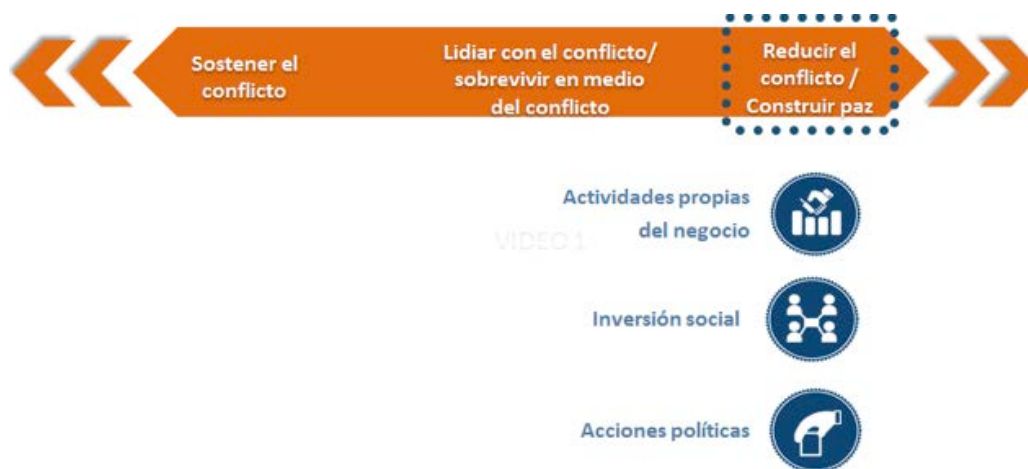 Sostener el
conflicto
Lidiar con el conflicto/
sobrevivir en medio
del conflicto
Reducir el
conflicto /
Construir paz
Actividades propias
del negocio
VIDEO 1
Inversión social
Acciones políticas